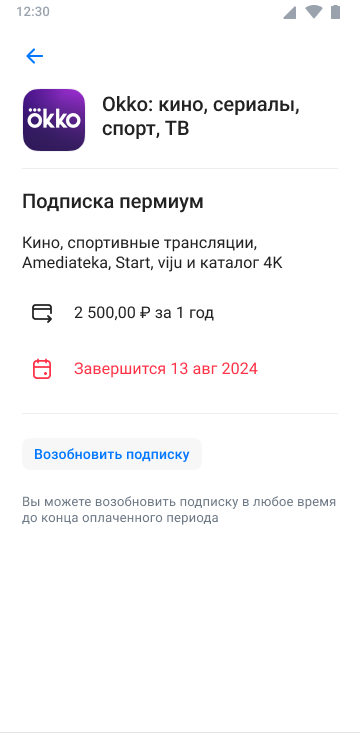 12:30
okko
Okko: кино, сериалы,
спорт, ТВ
Подписка пермиум
Кино, спортивные трансляции,
Amediateka, Start, viju и каталог 4K
2 500,00 ₽ за 1 год
Завершится 13 авг 2024
Возобновить подписку
Вы можете возобновить подписку в любое время
до конца оплаченного периода